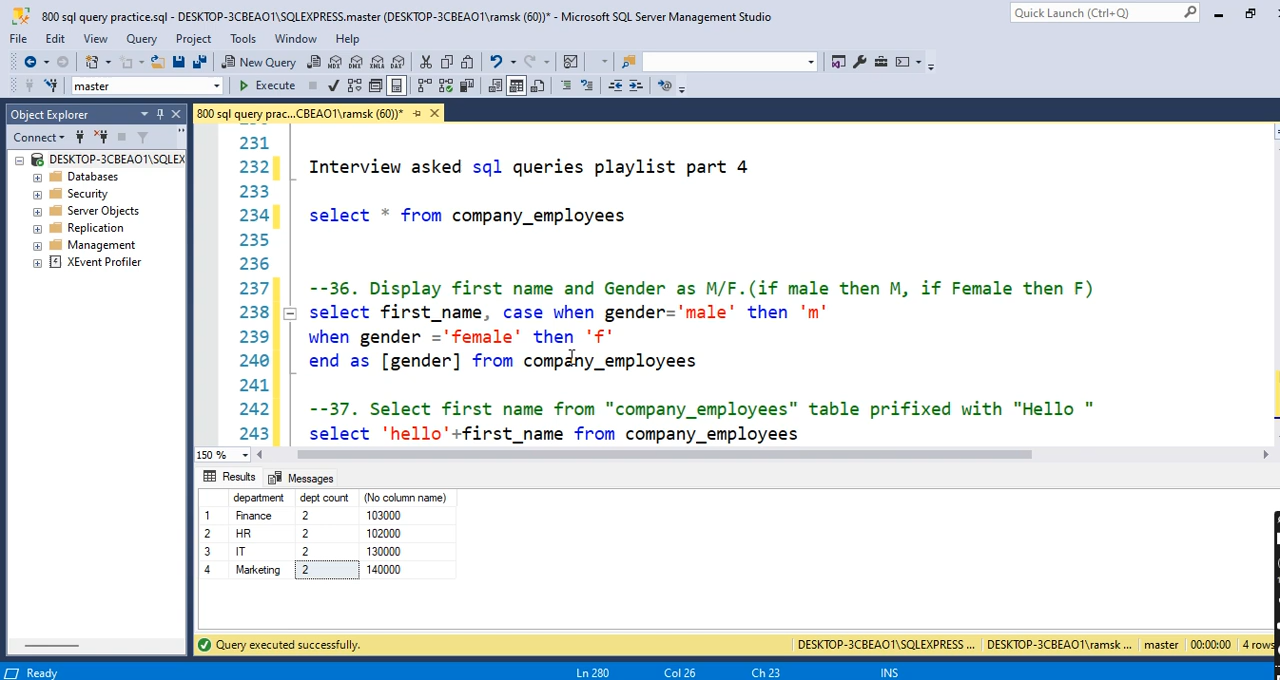 800 sql query practice.sql - DESKTOP-3CBEAO1\SQLEXPRESS.master (DESKTOP-3CBEAO1\ramsk (60))* - Microsoft SQL Server Management Studio
Quick Launch (Ctrl+Q)
File Edit View Query Project Tools Window Help
New Query
master
Execute
Object Explorer
800 sql query prac...CBEAO1\ramsk (60))*
Connect
DESKTOP-3CBEAO1\SQLEX
Databases
Security
Server Objects
Replication
Management
XEvent Profiler
231
232 Interview asked sql queries playlist part 4
233
234 select * from company_employees
235
236
237 --36. Display first name and Gender as M/F.(if male then M, if Female then F)
238 select first_name, case when gender='male' then 'm'
239 when gender ='female' then 'f'
240 end as [gender] from company_employees
241
242 --37. Select first name from "company_employees" table prifixed with "Hello "
243 select 'hello'+first_name from company_employees
150 %
Results Messages
department dept count (No column name)
1 Finance 2 103000
2 HR 2 102000
3 IT 2 130000
4 Marketing 2 140000
Query executed successfully.
DESKTOP-3CBEAO1\SQLEXPRESS ... DESKTOP-3CBEAO1\ramsk ... master 00:00:00 4 rows
Ready Ln 280 Col 26 Ch 23 INS